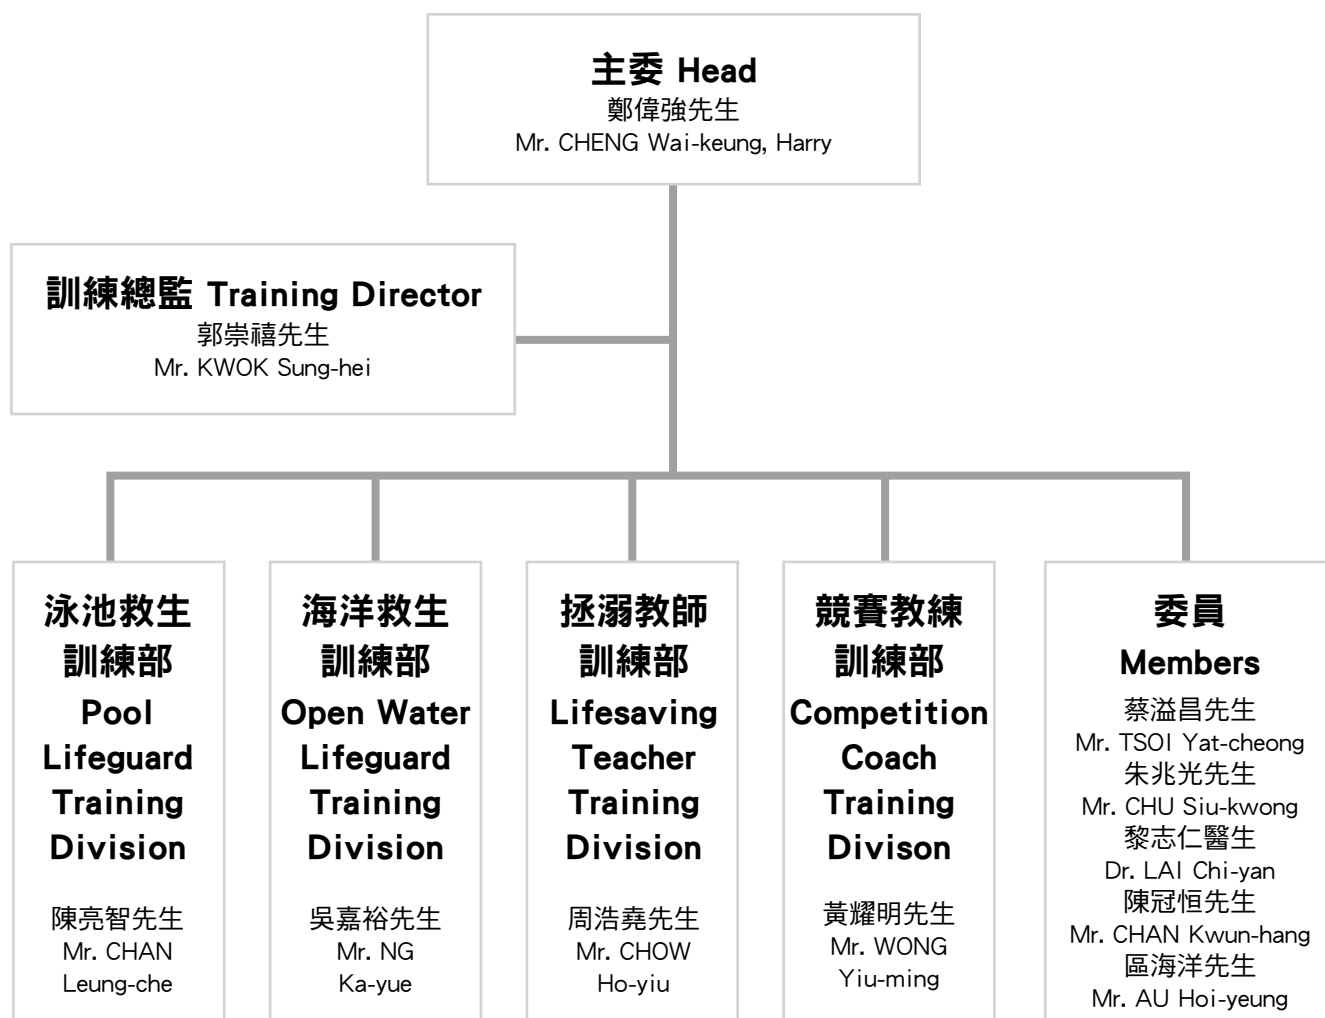 主委 Head
鄭偉強先生
Mr. CHENG Wai-keung, Harry
訓練總監 Training Director
郭崇禧先生
Mr. KWOK Sung-hei
泳池救生
訓練部
Pool
Lifeguard
Training
Division
陳亮智先生
Mr. CHAN
Leung-che
海洋救生
訓練部
Open Water
Lifeguard
Training
Division
吳嘉裕先生
Mr. NG
Ka-yue
拯溺教師
訓練部
Lifesaving
Teacher
Training
Division
周浩堯先生
Mr. CHOW
Ho-yiu
競賽教練
訓練部
Competition
Coach
Training
Divison
黃耀明先生
Mr. WONG
Yiu-ming
委員
Members
蔡溢昌先生
Mr. TSOI Yat-cheong
朱兆光先生
Mr. CHU Siu-kwong
黎志仁醫生
Dr. LAI Chi-yan
陳冠恒先生
Mr. CHAN Kwun-hang
區海洋先生
Mr. AU Hoi-yeung